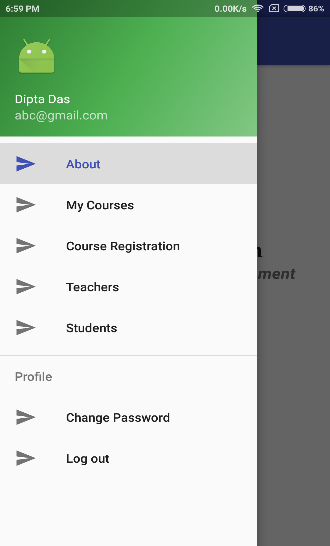 6:59 PM 0.00K/s 86%
Dipta Das
abc@gmail.com
About
My Courses
Course Registration
ment
Teachers
Students
Profile
Change Password
Log out